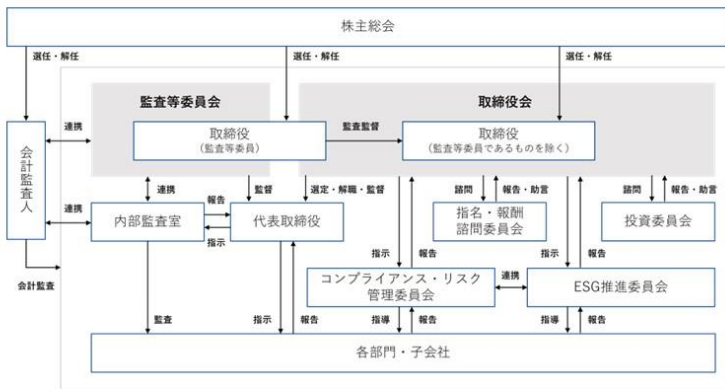 株主総会
選任・解任
選任・解任
選任・解任
監査等委員会
取締役会
会計監査人
連携
取締役
(監査等委員)
監査監督
取締役
(監査等委員であるものを除く)
連携
監督
選定・解職・監督
諮問
報告・助言
諮問
報告・助言
連携
内部監査室
報告
指示
代表取締役
指名・報酬
諮問委員会
投資委員会
指示
報告
指示
報告
会計監査
コンプライアンス・リスク
管理委員会
連携
ESG推進委員会
監査
指示
報告
指導
報告
指導
報告
各部門・子会社